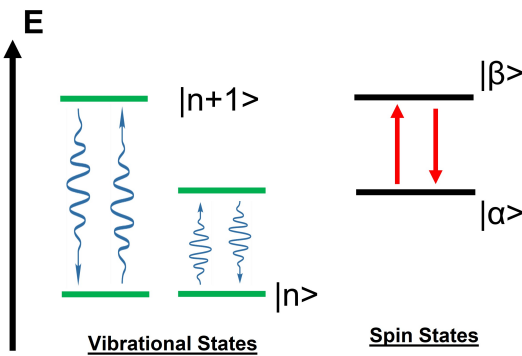 E
|n+1>
|β>
|α>
|n>
Vibrational States
Spin States